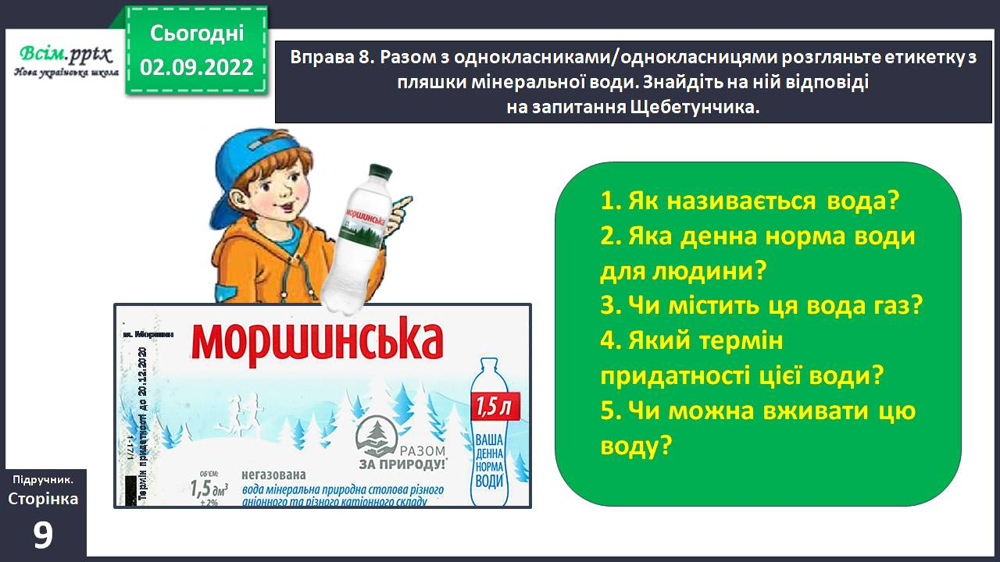 Сьогодні
02.09.2022
Всім.pptx
Нова українська школа
Вправа 8. Разом з однокласниками/однокласницями розгляньте етикетку з
пляшки мінеральної води. Знайдіть на ній відповіді
на запитання Щебетунчика.
моршинська
м. Моршин
Термін придатності до 20.12.2020
1-17/1
моршинська
1,5 л
ВАША
ДЕННА
НОРМА
ВОДИ
РАЗОМ
ЗА ПРИРОДУ!*
ОБ'ЄМ:
1,5 дм³
± 2%
негазована
вода мінеральна природна столова різного
аніонного та різного катіонного складу
1. Як називається вода?
2. Яка денна норма води
для людини?
3. Чи містить ця вода газ?
4. Який термін
придатності цієї води?
5. Чи можна вживати цю
воду?
Підручник.
Сторінка
9